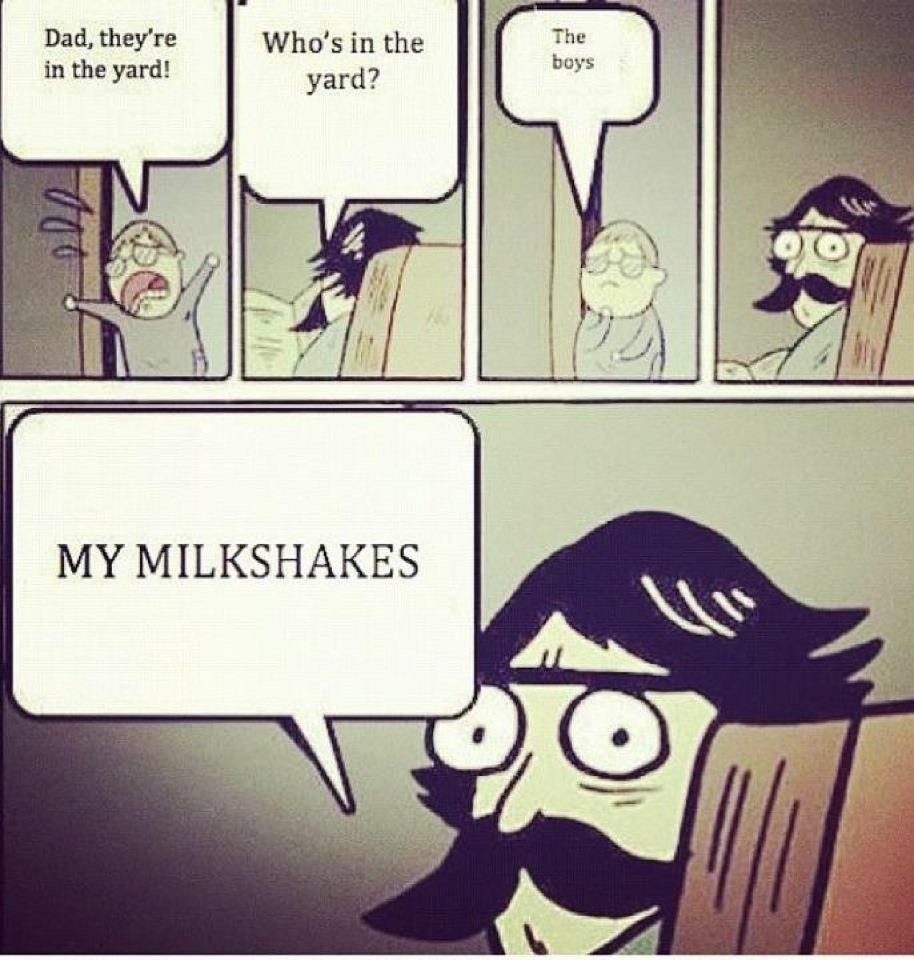 Dad, they're
in the yard!
Who's in the
yard?
The
boys
MY MILKSHAKES